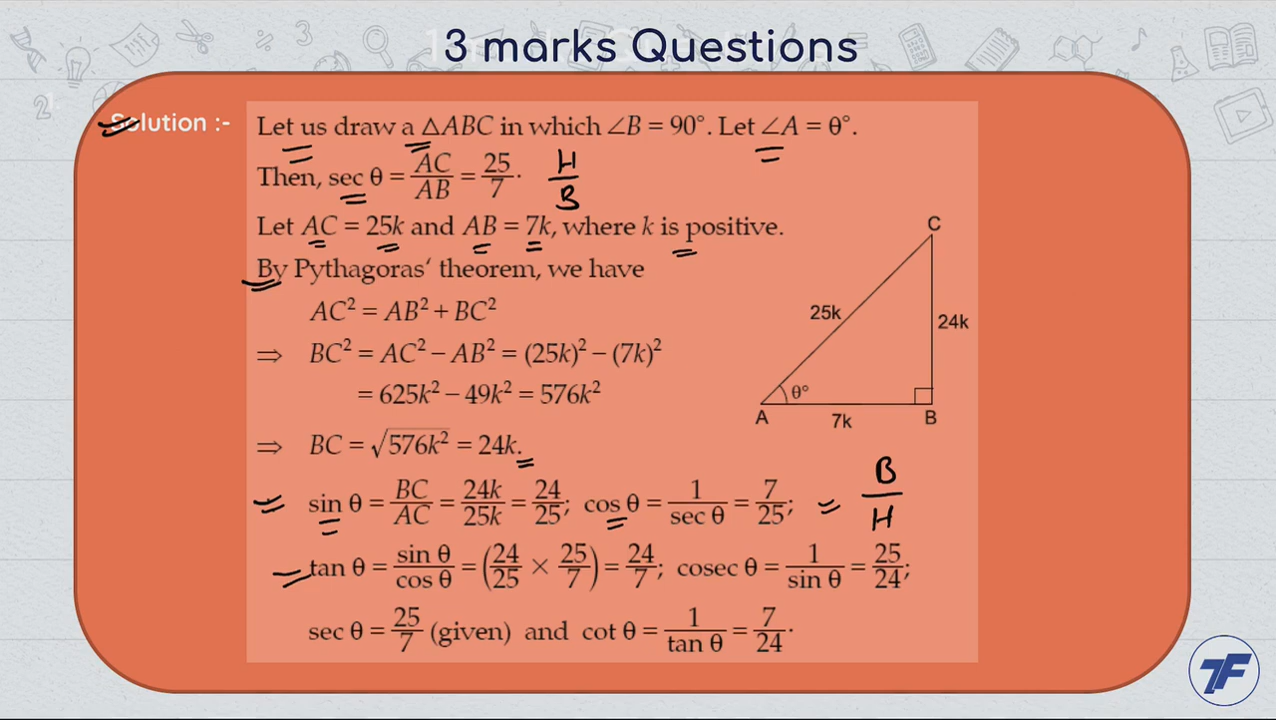 3 marks Questions
Solution :-
Let us draw a △ABC in which ∠B = 90°. Let ∠A = θ°.
Then, sec θ = AC/AB = 25/7. H/B
Let AC = 25k and AB = 7k, where k is positive.
By Pythagoras‘ theorem, we have
AC² = AB² + BC²
⇒ BC² = AC² − AB² = (25k)² − (7k)²
= 625k² − 49k² = 576k²
⇒ BC = √576k² = 24k.
sin θ = BC/AC = 24k/25k = 24/25; cos θ = 1/sec θ = 7/25; = B/H
tan θ = sin θ/cos θ = (24/25 × 25/7) = 24/7; cosec θ = 1/sin θ = 25/24;
sec θ = 25/7 (given) and cot θ = 1/tan θ = 7/24.
C
25k
24k
θ°
A
7k
B